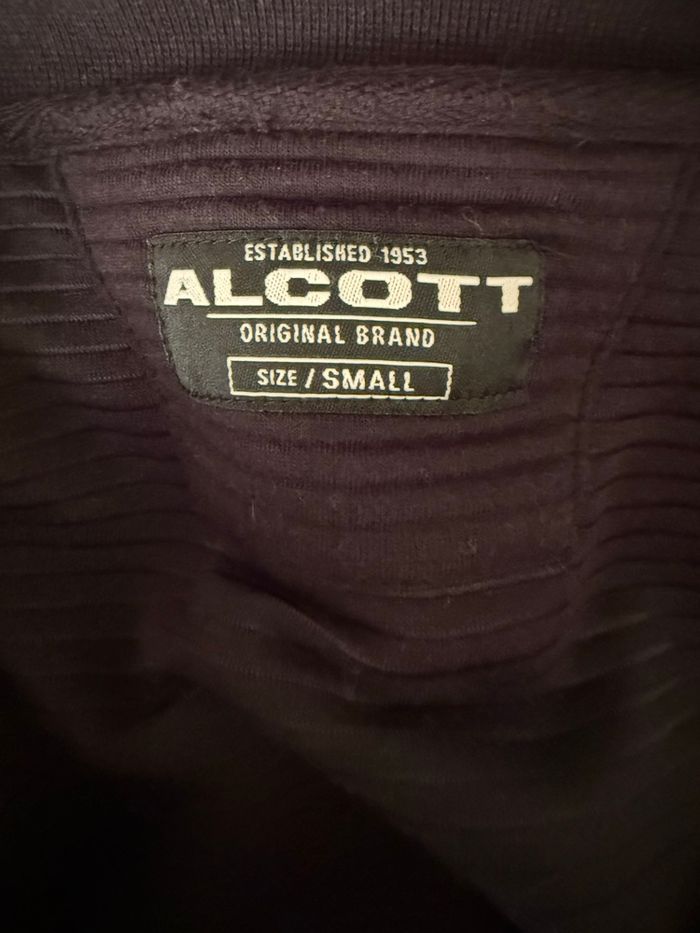 ESTABLISHED 1953
ALCOTT
ORIGINAL BRAND
SIZE / SMALL